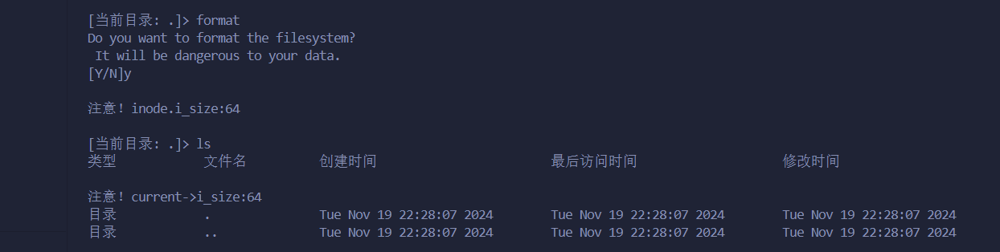 [当前目录: .]> format
Do you want to format the filesystem?
 It will be dangerous to your data.
[Y/N]y
注意! inode.i_size:64
[当前目录: .]> ls
类型 文件名 创建时间 最后访问时间 修改时间
注意! current->i_size:64
目录 . Tue Nov 19 22:28:07 2024 Tue Nov 19 22:28:07 2024 Tue Nov 19 22:28:07 2024
目录 .. Tue Nov 19 22:28:07 2024 Tue Nov 19 22:28:07 2024 Tue Nov 19 22:28:07 2024